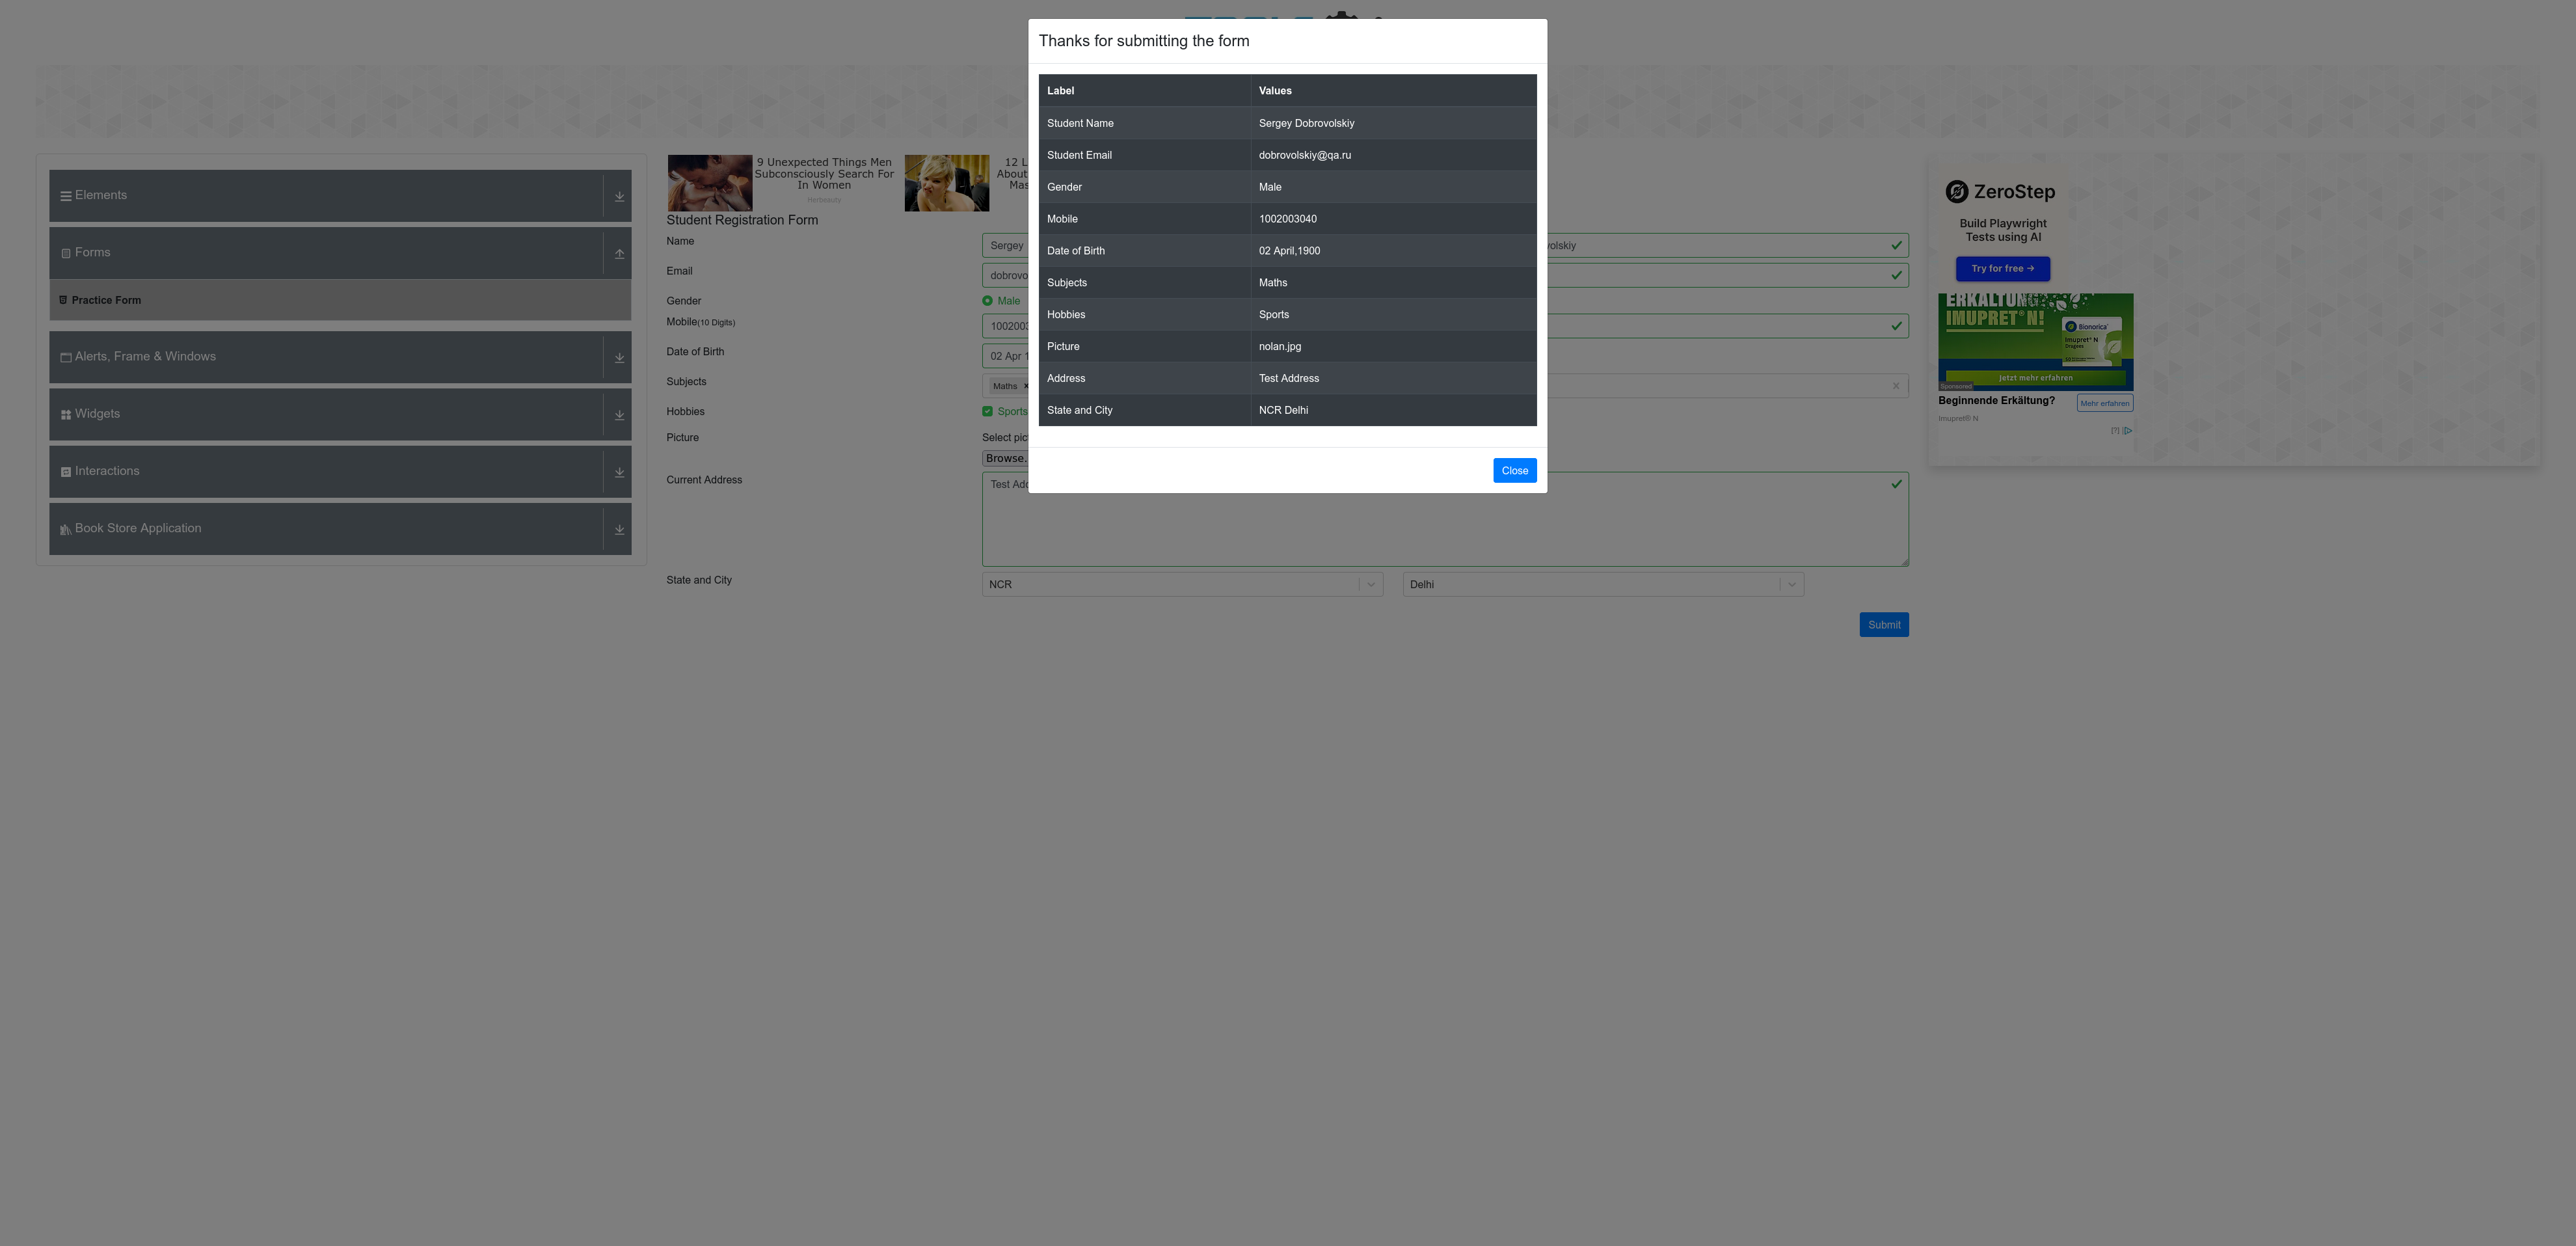 Thanks for submitting the form
Label Values
Student Name Sergey Dobrovolskiy
Student Email dobrovolskiy@qa.ru
Gender Male
Mobile 1002003040
Date of Birth 02 April,1900
Subjects Maths
Hobbies Sports
Picture nolan.jpg
Address Test Address
State and City NCR Delhi
Close
Elements
Forms
Practice Form
Alerts, Frame & Windows
Widgets
Interactions
Book Store Application
9 Unexpected Things Men
Subconsciously Search For
In Women
Herbeauty
12 L
About
Mas
Student Registration Form
Name Sergey volskiy
Email dobrovo
Gender Male
Mobile(10 Digits) 1002003
Date of Birth 02 Apr 1
Subjects Maths
Hobbies Sports
Picture Select pict
Browse..
Current Address Test Add
State and City NCR Delhi
Submit
ZeroStep
Build Playwright
Tests using AI
Try for free →
ERKÄLTUNG
IMUPRET® N!
Bionorica®
Imupret® N
Dragees
Jetzt mehr erfahren
Sponsored
Beginnende Erkältung? Mehr erfahren
Imupret® N
[?]